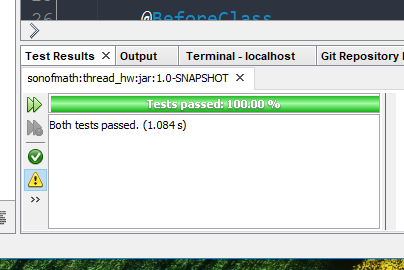 26
@BeforeClass
Test Results
Output
Terminal - localhost
Git Repository
sonofmath:thread_hw:jar:1.0-SNAPSHOT
Tests passed: 100.00 %
Both tests passed. (1.084 s)